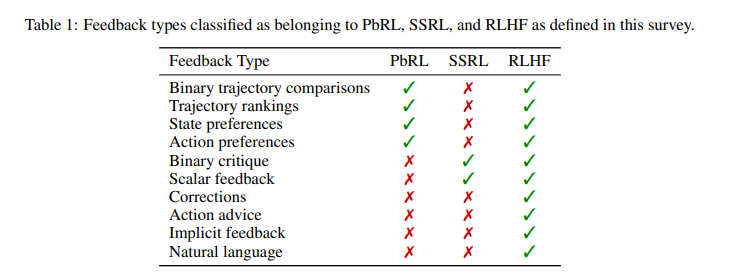 Table 1: Feedback types classified as belonging to PbRL, SSRL, and RLHF as defined in this survey.
Feedback Type PbRL SSRL RLHF
Binary trajectory comparisons ✓ ✗ ✓
Trajectory rankings ✓ ✗ ✓
State preferences ✓ ✗ ✓
Action preferences ✓ ✗ ✓
Binary critique ✗ ✓ ✓
Scalar feedback ✗ ✓ ✓
Corrections ✗ ✗ ✓
Action advice ✗ ✗ ✓
Implicit feedback ✗ ✗ ✓
Natural language ✗ ✗ ✓